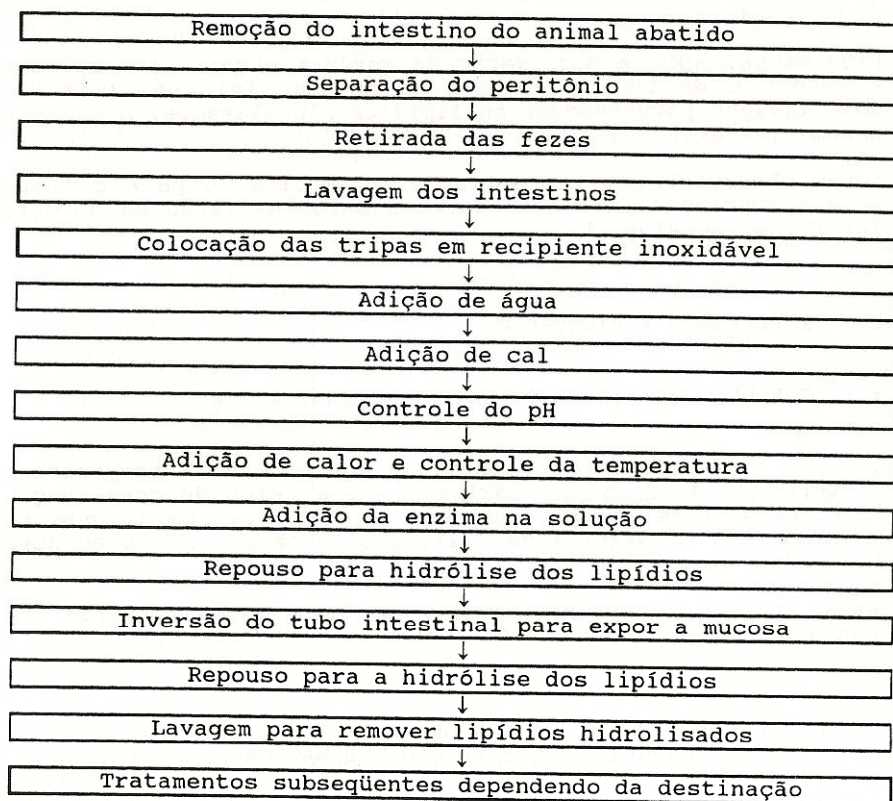 Remoção do intestino do animal abatido
↓
Separação do peritônio
↓
Retirada das fezes
↓
Lavagem dos intestinos
↓
Colocação das tripas em recipiente inoxidável
↓
Adição de água
↓
Adição de cal
↓
Controle do pH
↓
Adição de calor e controle da temperatura
↓
Adição da enzima na solução
↓
Repouso para hidrólise dos lipídios
↓
Inversão do tubo intestinal para expor a mucosa
↓
Repouso para a hidrólise dos lipídios
↓
Lavagem para remover lipídios hidrolisados
↓
Tratamentos subseqüentes dependendo da destinação